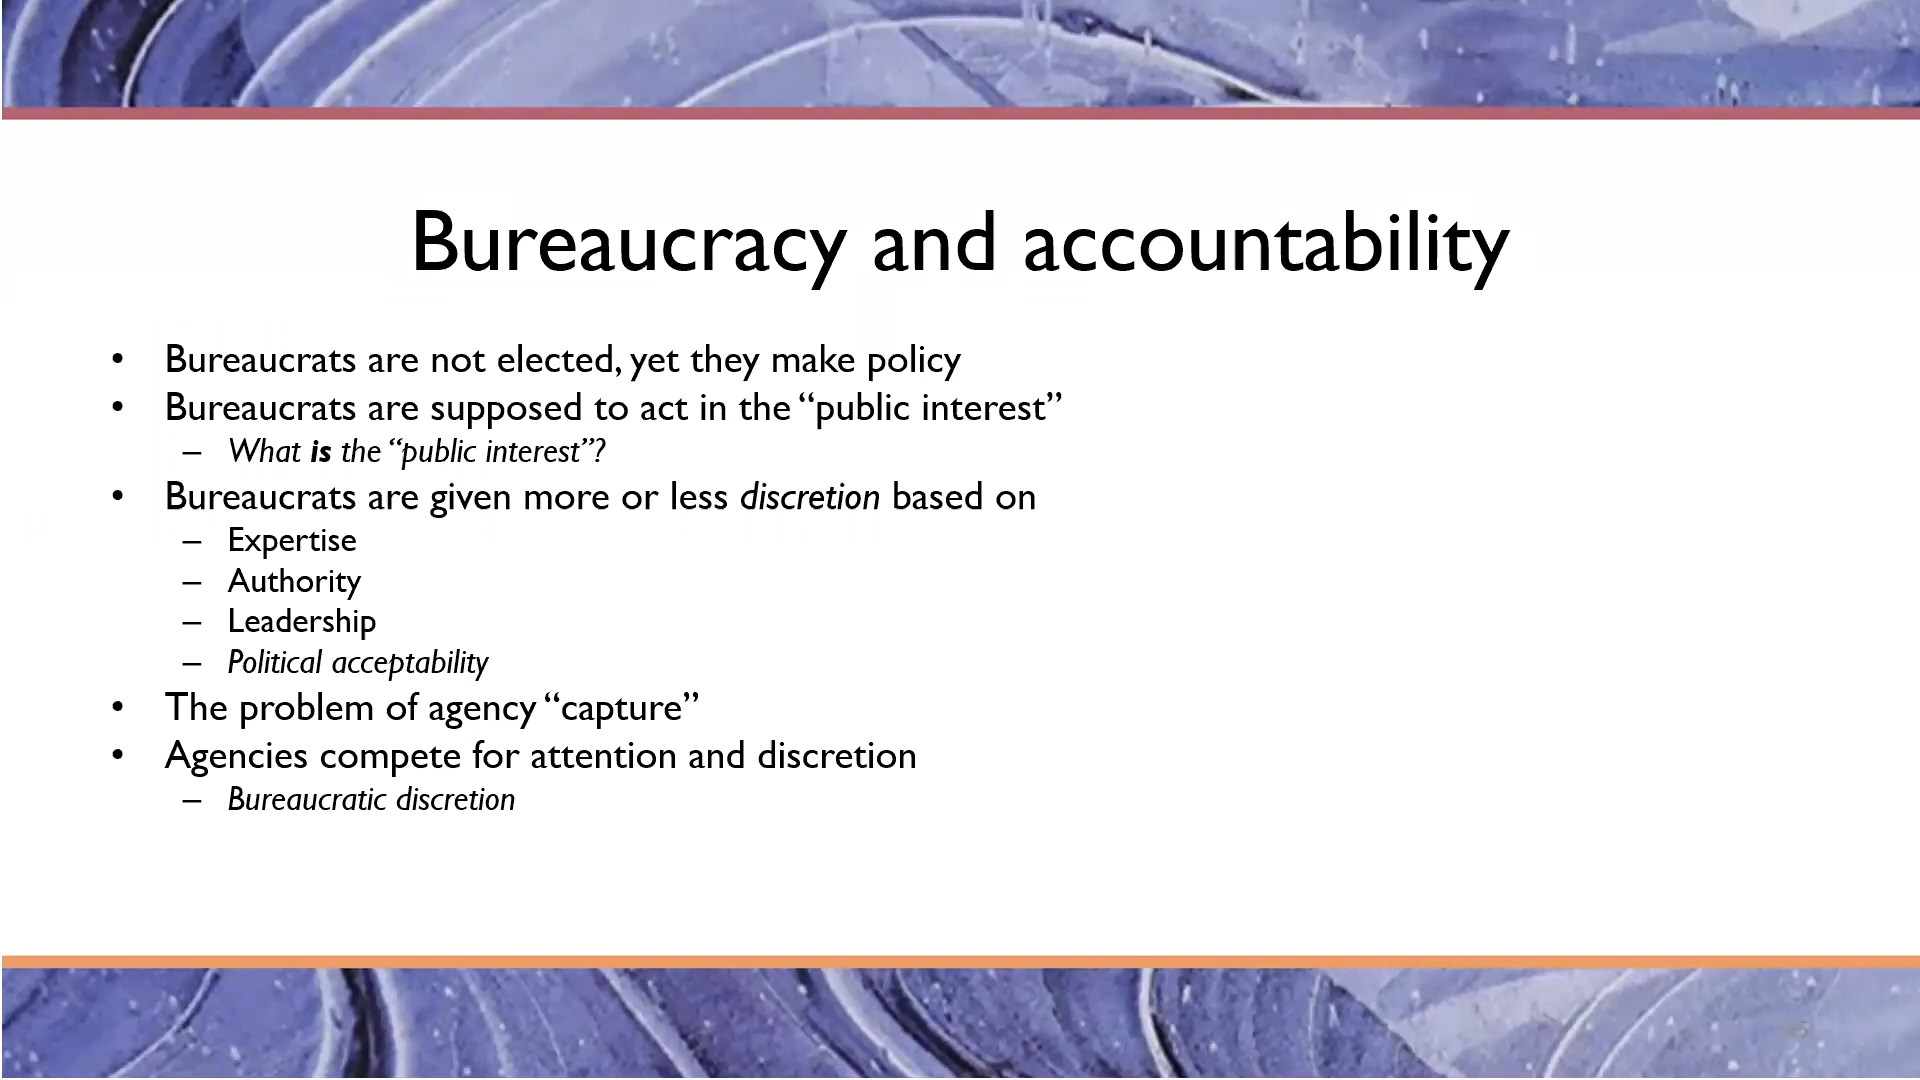 Bureaucracy and accountability
• Bureaucrats are not elected, yet they make policy
• Bureaucrats are supposed to act in the “public interest”
– What is the “public interest”?
• Bureaucrats are given more or less discretion based on
– Expertise
– Authority
– Leadership
– Political acceptability
• The problem of agency “capture”
• Agencies compete for attention and discretion
– Bureaucratic discretion